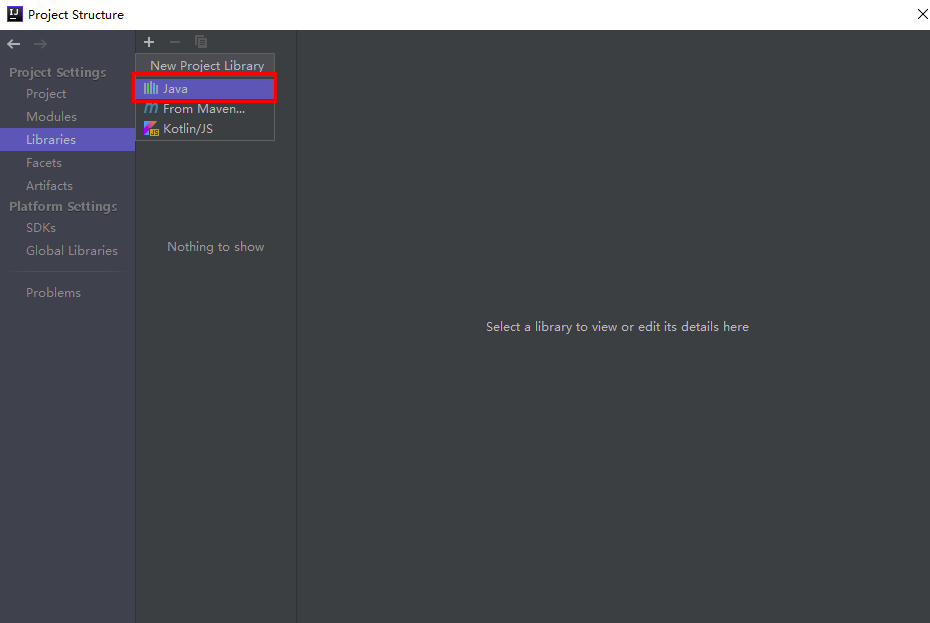 Project Structure
Project Settings
Project
Modules
Libraries
Facets
Artifacts
Platform Settings
SDKs
Global Libraries
Problems
New Project Library
Java
From Maven...
Kotlin/JS
Nothing to show
Select a library to view or edit its details here